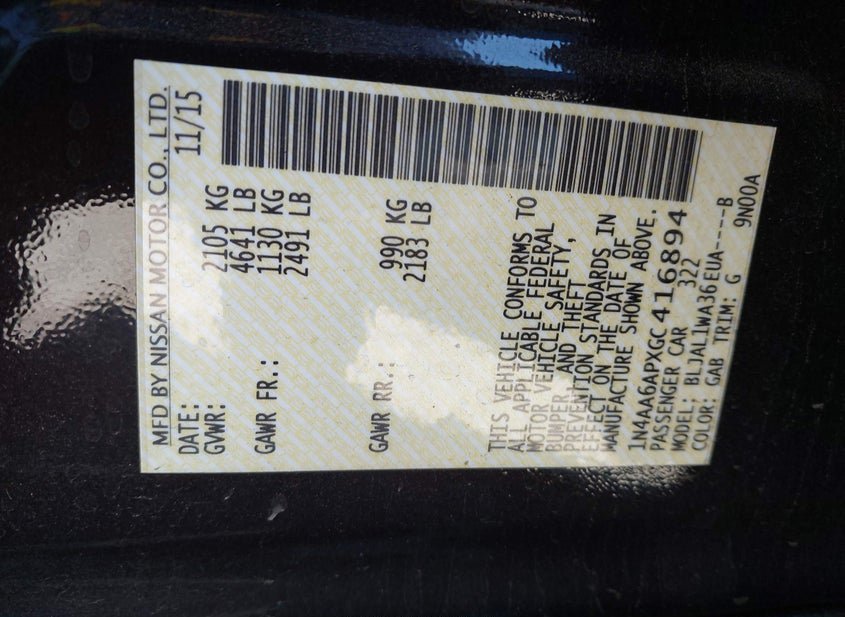 MFD BY NISSAN MOTOR CO., LTD.
DATE: 11/15
GVWR: 2105 KG
4641 LB
GAWR FR.: 1130 KG
2491 LB
GAWR RR.: 990 KG
2183 LB
THIS VEHICLE CONFORMS TO
ALL APPLICABLE FEDERAL
MOTOR VEHICLE SAFETY,
BUMPER, AND THEFT
PREVENTION STANDARDS IN
EFFECT ON THE DATE OF
MANUFACTURE SHOWN ABOVE.
1N4AA6APXGC416894
PASSENGER CAR 322
MODEL: BLJALLWA36EUA----B
COLOR: GAB TRIM: G 9N00A